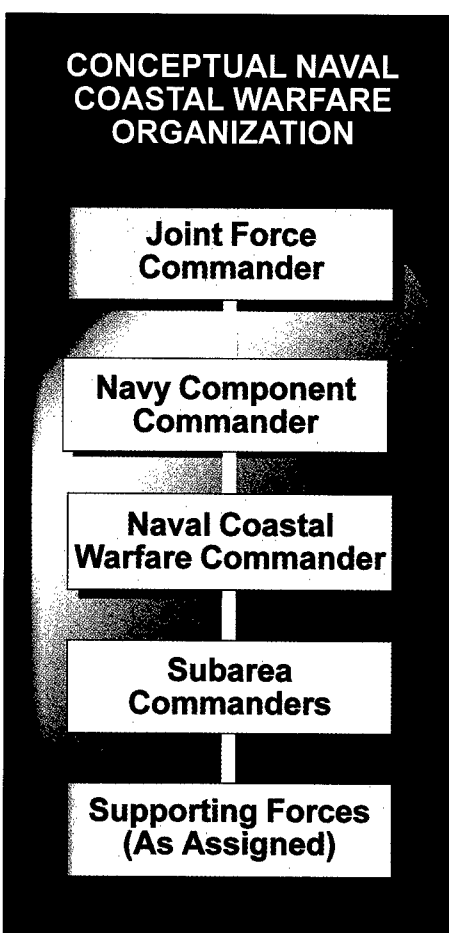 CONCEPTUAL NAVAL
COASTAL WARFARE
ORGANIZATION
Joint Force
Commander
Navy Component
Commander
Naval Coastal
Warfare Commander
Subarea
Commanders
Supporting Forces
(As Assigned)